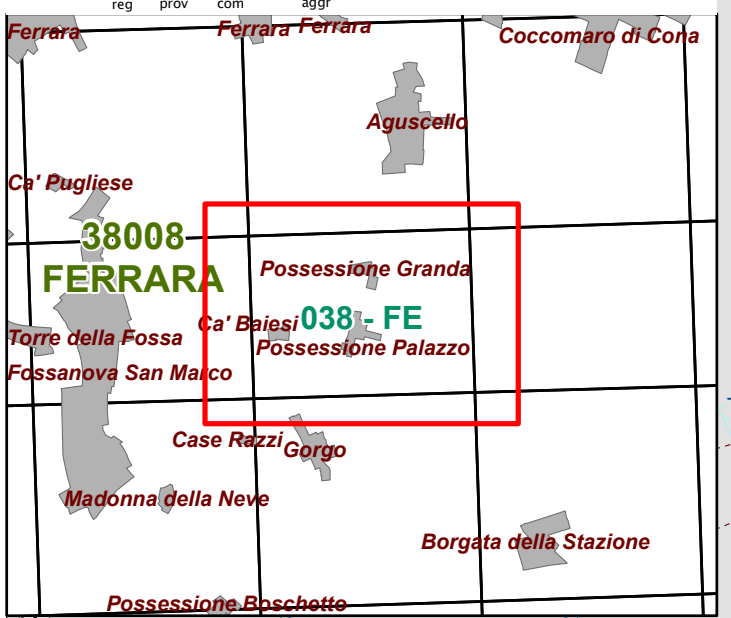 reg prov com aggr
Ferrara
Ferrara Ferrara
Coccomaro di Cona
Aguscello
Ca' Pugliese
38008
FERRARA
Possessione Granda
Ca' Baiesi
038 - FE
Torre della Fossa
Possessione Palazzo
Fossanova San Marco
Case Razzi
Gorgo
Madonna della Neve
Borgata della Stazione
Possessione Boschetto